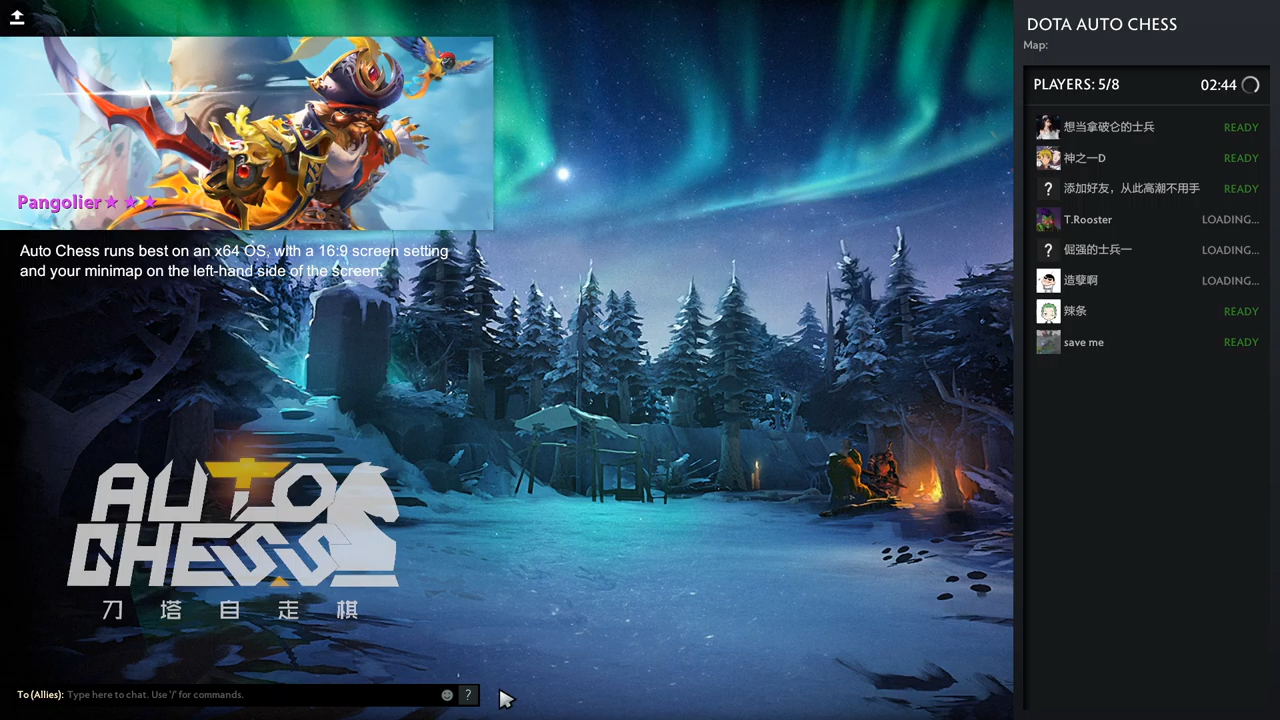 DOTA AUTO CHESS
Map:
PLAYERS: 5/8
02:44
想当拿破仑的士兵
READY
神之一D
READY
?
添加好友，从此高潮不用手
READY
T.Rooster
LOADING...
?
倔强的士兵一
LOADING...
造孽啊
LOADING...
辣条
READY
save me
READY
Pangolier★ ★ ★
Auto Chess runs best on an x64 OS, with a 16:9 screen setting
and your minimap on the left-hand side of the screen.
AUTO
CHESS
刀塔自走棋
To (Allies): Type here to chat. Use '/' for commands.
?